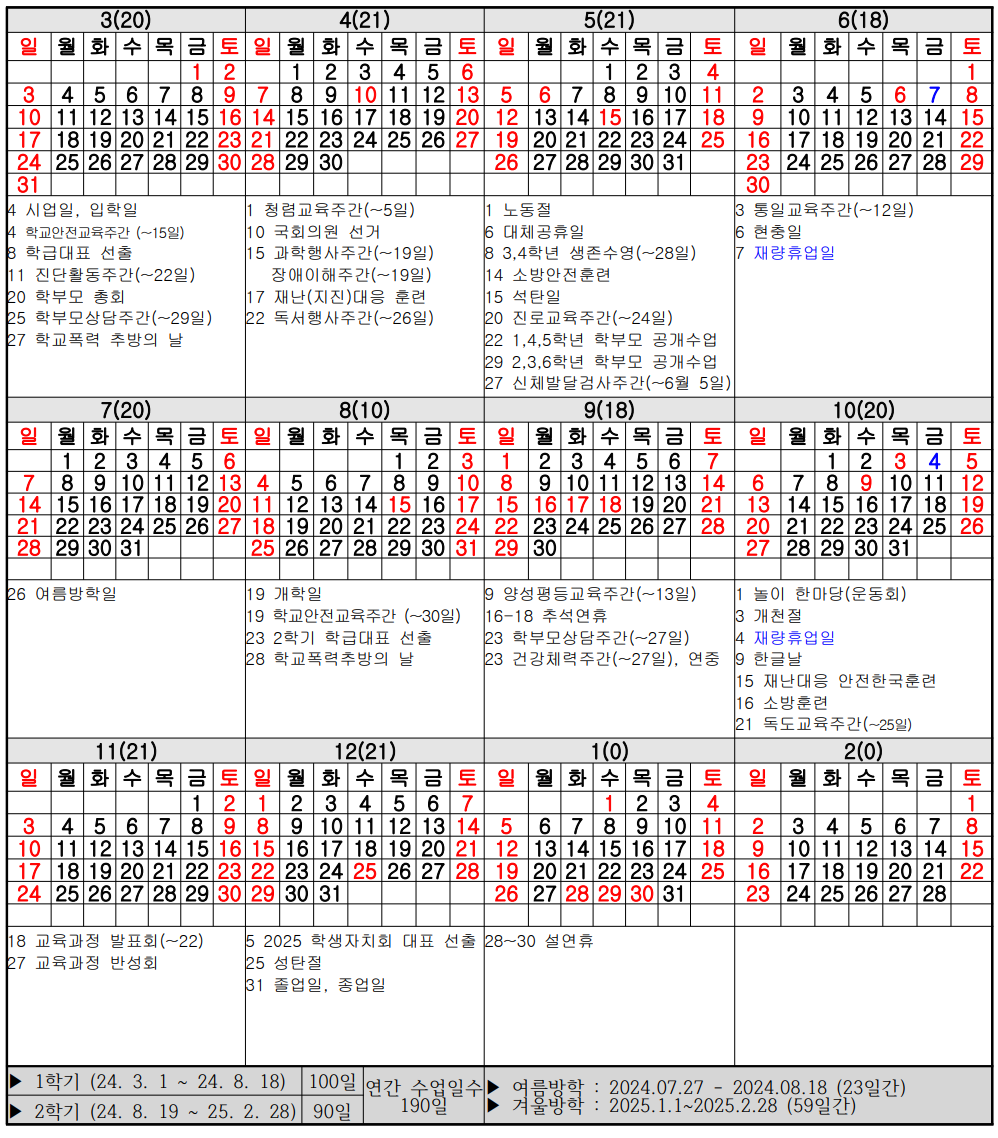 3(20) 4(21) 5(21) 6(18)
일 월 화 수 목 금 토 일 월 화 수 목 금 토 일 월 화 수 목 금 토 일 월 화 수 목 금 토
1 2 1 2 3 4 5 6 1 2 3 4 1
3 4 5 6 7 8 9 7 8 9 10 11 12 13 5 6 7 8 9 10 11 2 3 4 5 6 7 8
10 11 12 13 14 15 16 14 15 16 17 18 19 20 12 13 14 15 16 17 18 9 10 11 12 13 14 15
17 18 19 20 21 22 23 21 22 23 24 25 26 27 19 20 21 22 23 24 25 16 17 18 19 20 21 22
24 25 26 27 28 29 30 28 29 30 26 27 28 29 30 31 23 24 25 26 27 28 29
31 30
4 시업일, 입학일
4 학교안전교육주간 (~15일)
8 학급대표 선출
11 진단활동주간(~22일)
20 학부모 총회
25 학부모상담주간(~29일)
27 학교폭력 추방의 날
1 청렴교육주간(~5일)
10 국회의원 선거
15 과학행사주간(~19일)
장애이해주간(~19일)
17 재난(지진)대응 훈련
22 독서행사주간(~26일)
1 노동절
6 대체공휴일
8 3,4학년 생존수영(~28일)
14 소방안전훈련
15 석탄일
20 진로교육주간(~24일)
22 1,4,5학년 학부모 공개수업
29 2,3,6학년 학부모 공개수업
27 신체발달검사주간(~6월 5일)
3 통일교육주간(~12일)
6 현충일
7 재량휴업일
7(20) 8(10) 9(18) 10(20)
일 월 화 수 목 금 토 일 월 화 수 목 금 토 일 월 화 수 목 금 토 일 월 화 수 목 금 토
1 2 3 4 5 6 1 2 3 1 2 3 4 5 6 7 1 2 3 4 5
7 8 9 10 11 12 13 4 5 6 7 8 9 10 8 9 10 11 12 13 14 6 7 8 9 10 11 12
14 15 16 17 18 19 20 11 12 13 14 15 16 17 15 16 17 18 19 20 21 13 14 15 16 17 18 19
21 22 23 24 25 26 27 18 19 20 21 22 23 24 22 23 24 25 26 27 28 20 21 22 23 24 25 26
28 29 30 31 25 26 27 28 29 30 31 29 30 27 28 29 30 31
26 여름방학일
19 개학일
19 학교안전교육주간 (~30일)
23 2학기 학급대표 선출
28 학교폭력추방의 날
9 양성평등교육주간(~13일)
16-18 추석연휴
23 학부모상담주간(~27일)
23 건강체력주간(~27일), 연중
1 놀이 한마당(운동회)
3 개천절
4 재량휴업일
9 한글날
15 재난대응 안전한국훈련
16 소방훈련
21 독도교육주간(~25일)
11(21) 12(21) 1(0) 2(0)
일 월 화 수 목 금 토 일 월 화 수 목 금 토 일 월 화 수 목 금 토 일 월 화 수 목 금 토
1 2 1 2 3 4 5 6 7 1 2 3 4 1
3 4 5 6 7 8 9 8 9 10 11 12 13 14 5 6 7 8 9 10 11 2 3 4 5 6 7 8
10 11 12 13 14 15 16 15 16 17 18 19 20 21 12 13 14 15 16 17 18 9 10 11 12 13 14 15
17 18 19 20 21 22 23 22 23 24 25 26 27 28 19 20 21 22 23 24 25 16 17 18 19 20 21 22
24 25 26 27 28 29 30 29 30 31 26 27 28 29 30 31 23 24 25 26 27 28
18 교육과정 발표회(~22)
27 교육과정 반성회
5 2025 학생자치회 대표 선출
25 성탄절
31 졸업일, 종업일
28~30 설연휴
▶ 1학기 (24. 3. 1 ~ 24. 8. 18) 100일
▶ 2학기 (24. 8. 19 ~ 25. 2. 28) 90일
연간 수업일수
190일
▶ 여름방학 : 2024.07.27 - 2024.08.18 (23일간)
▶ 겨울방학 : 2025.1.1~2025.2.28 (59일간)